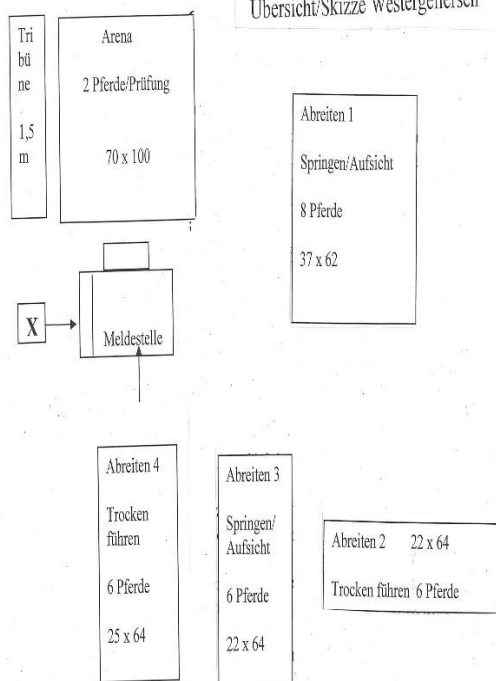 Übersicht/Skizze Westergellersen
Tri
bü
ne
1,5
m
Arena
2 Pferde/Prüfung
70 x 100
Abreiten 1
Springen/Aufsicht
8 Pferde
37 x 62
X
Meldestelle
Abreiten 4
Trocken
führen
6 Pferde
25 x 64
Abreiten 3
Springen/
Aufsicht
6 Pferde
22 x 64
Abreiten 2 22 x 64
Trocken führen 6 Pferde